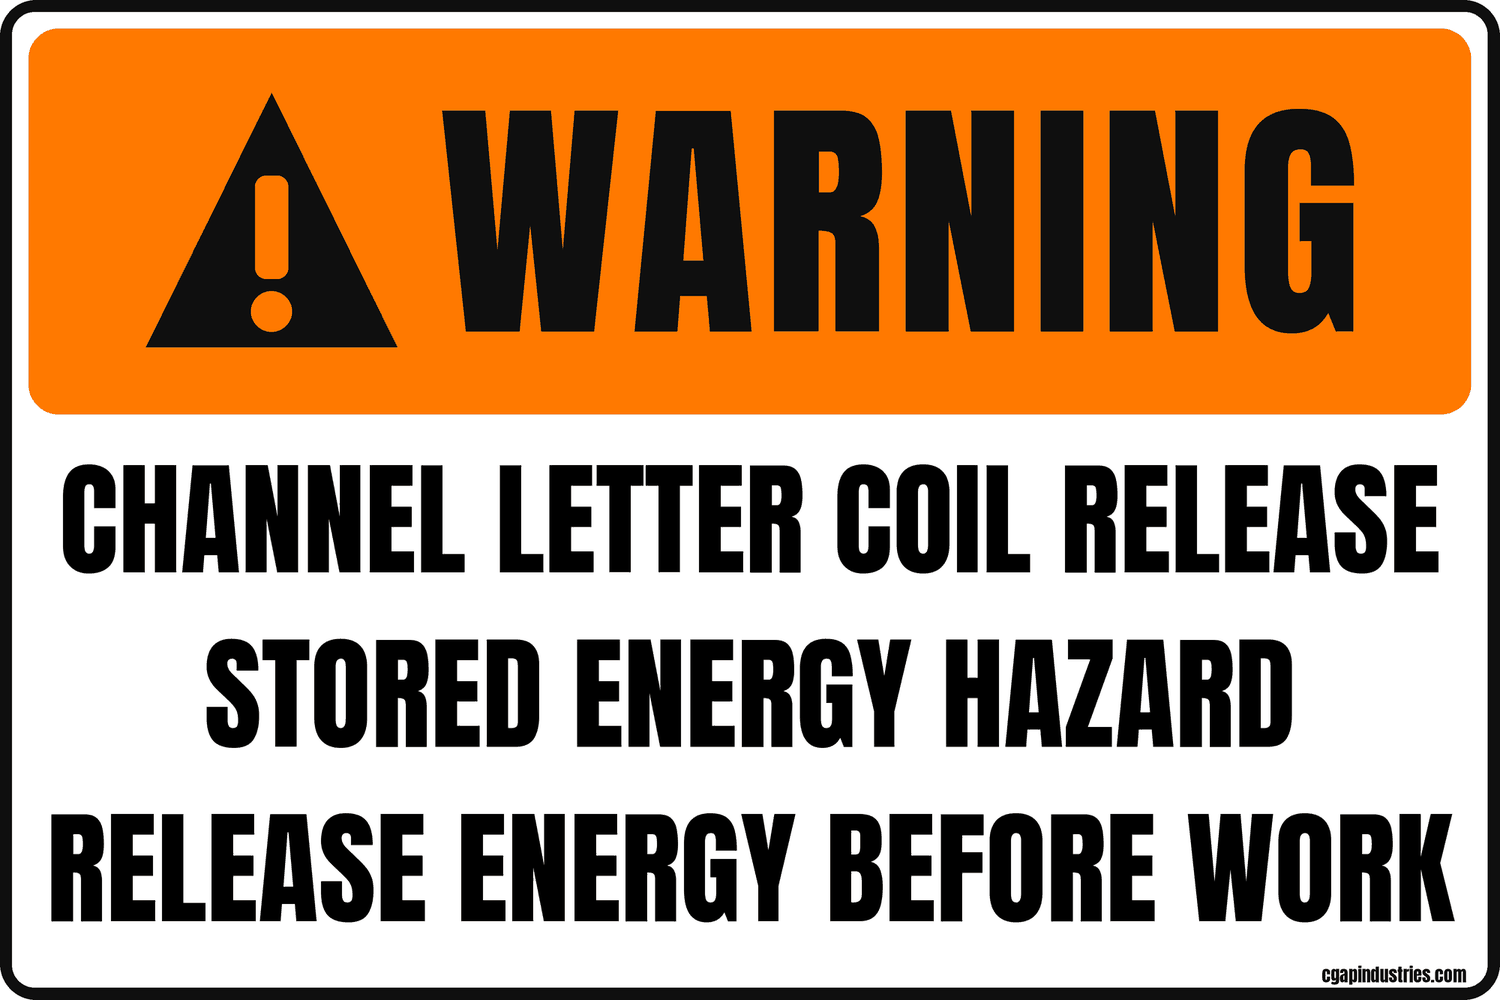 WARNING
CHANNEL LETTER COIL RELEASE
STORED ENERGY HAZARD
RELEASE ENERGY BEFORE WORK
cgapindustries.com